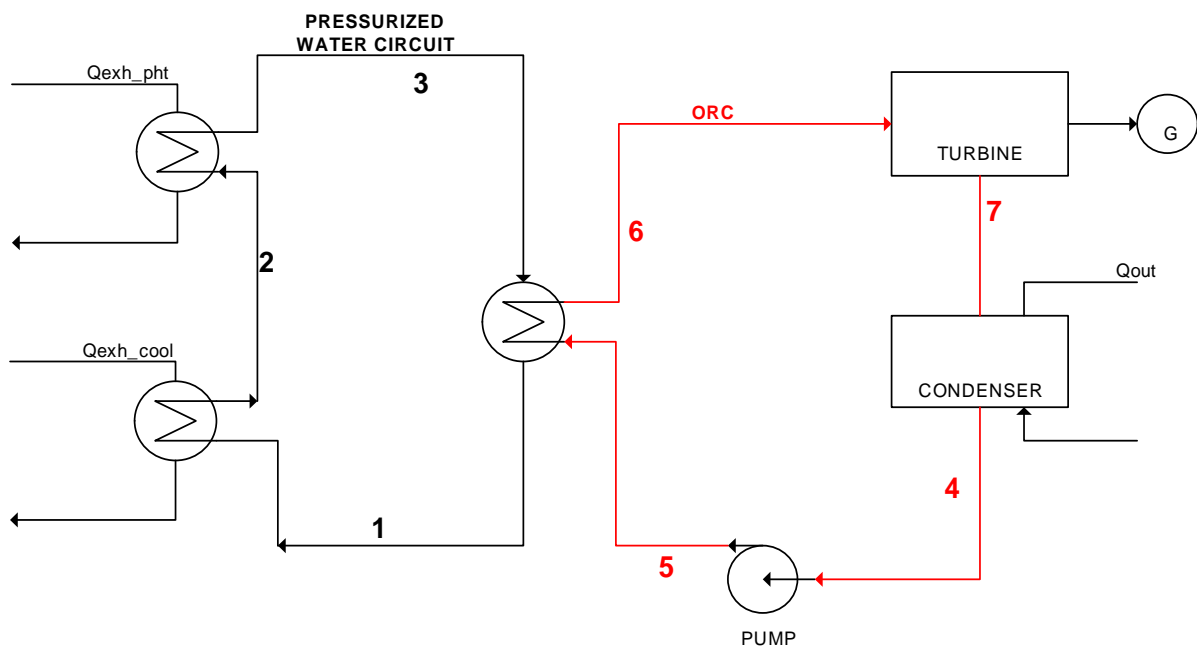 PRESSURIZED
WATER CIRCUIT
Qexh_pht
3
ORC
G
TURBINE
7
6
2
Qout
Qexh_cool
CONDENSER
4
1
5
PUMP